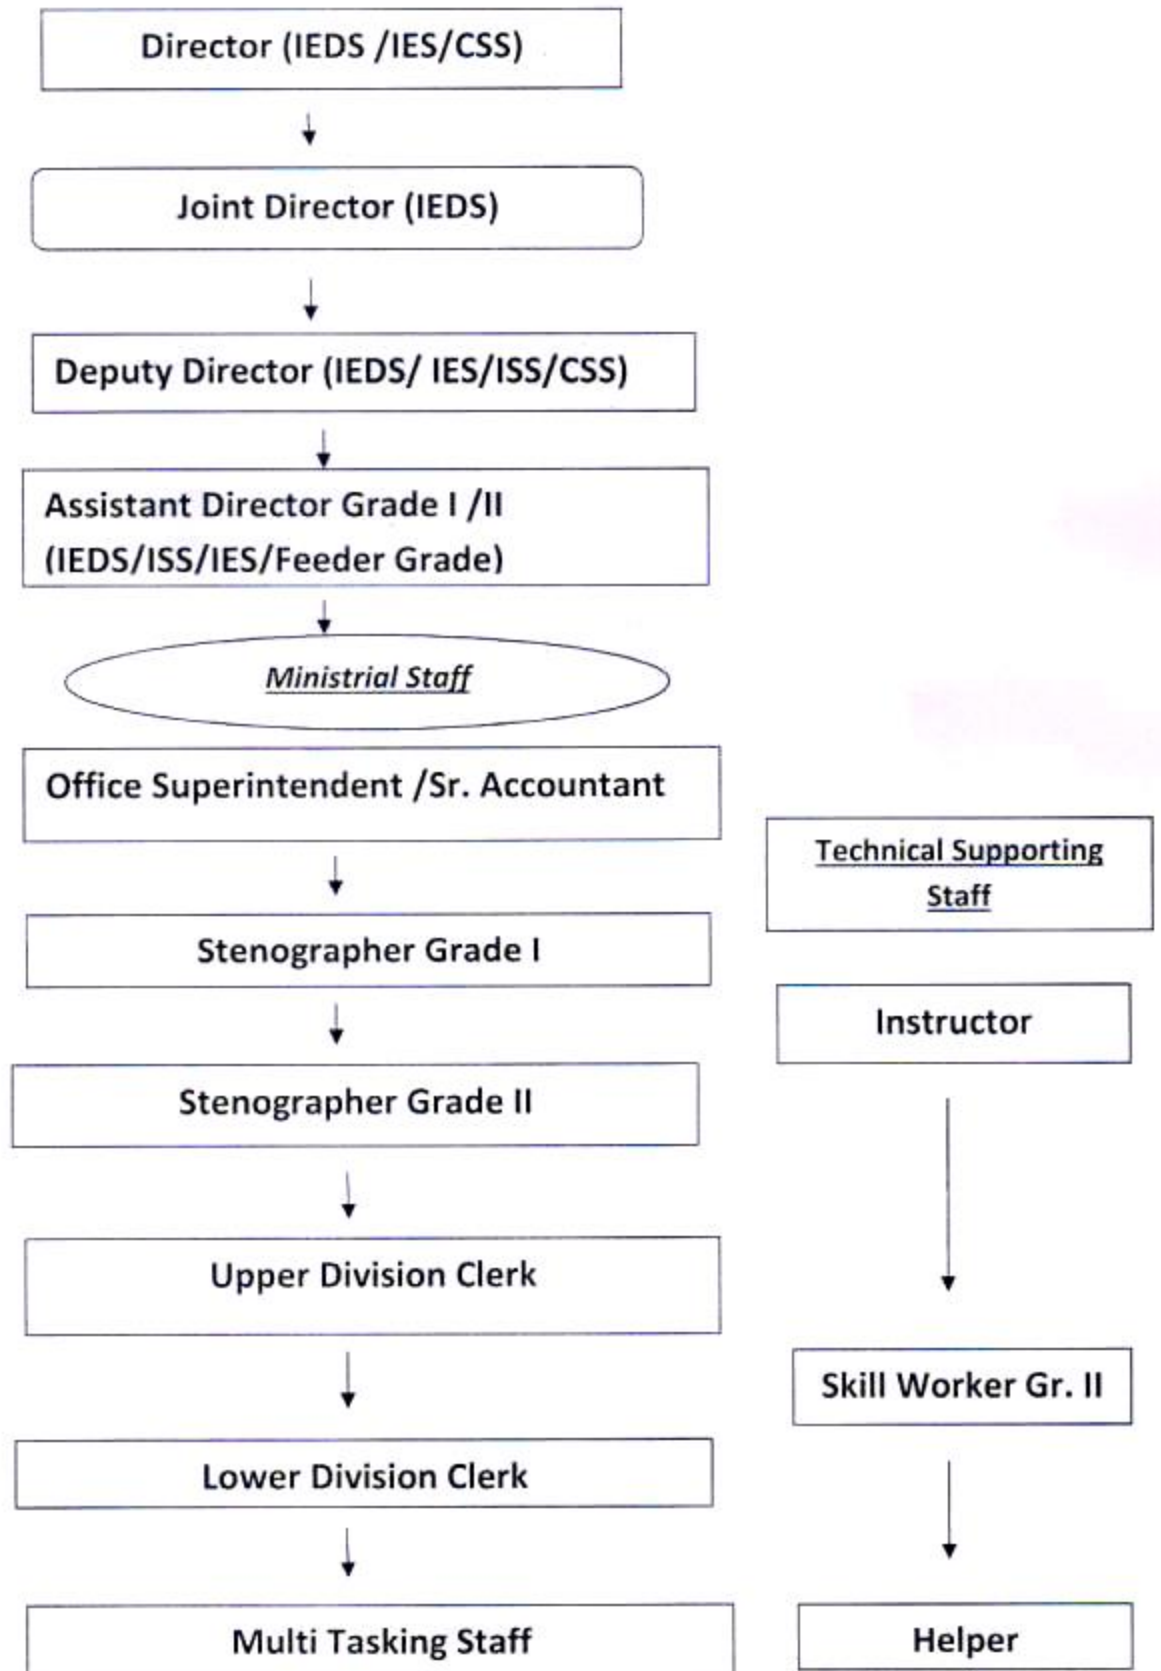 Director (IEDS /IES/CSS)
Joint Director (IEDS)
Deputy Director (IEDS/ IES/ISS/CSS)
Assistant Director Grade I /II
(IEDS/ISS/IES/Feeder Grade)
Ministrial Staff
Office Superintendent /Sr. Accountant
Stenographer Grade I
Stenographer Grade II
Upper Division Clerk
Lower Division Clerk
Multi Tasking Staff
Technical Supporting
Staff
Instructor
Skill Worker Gr. II
Helper